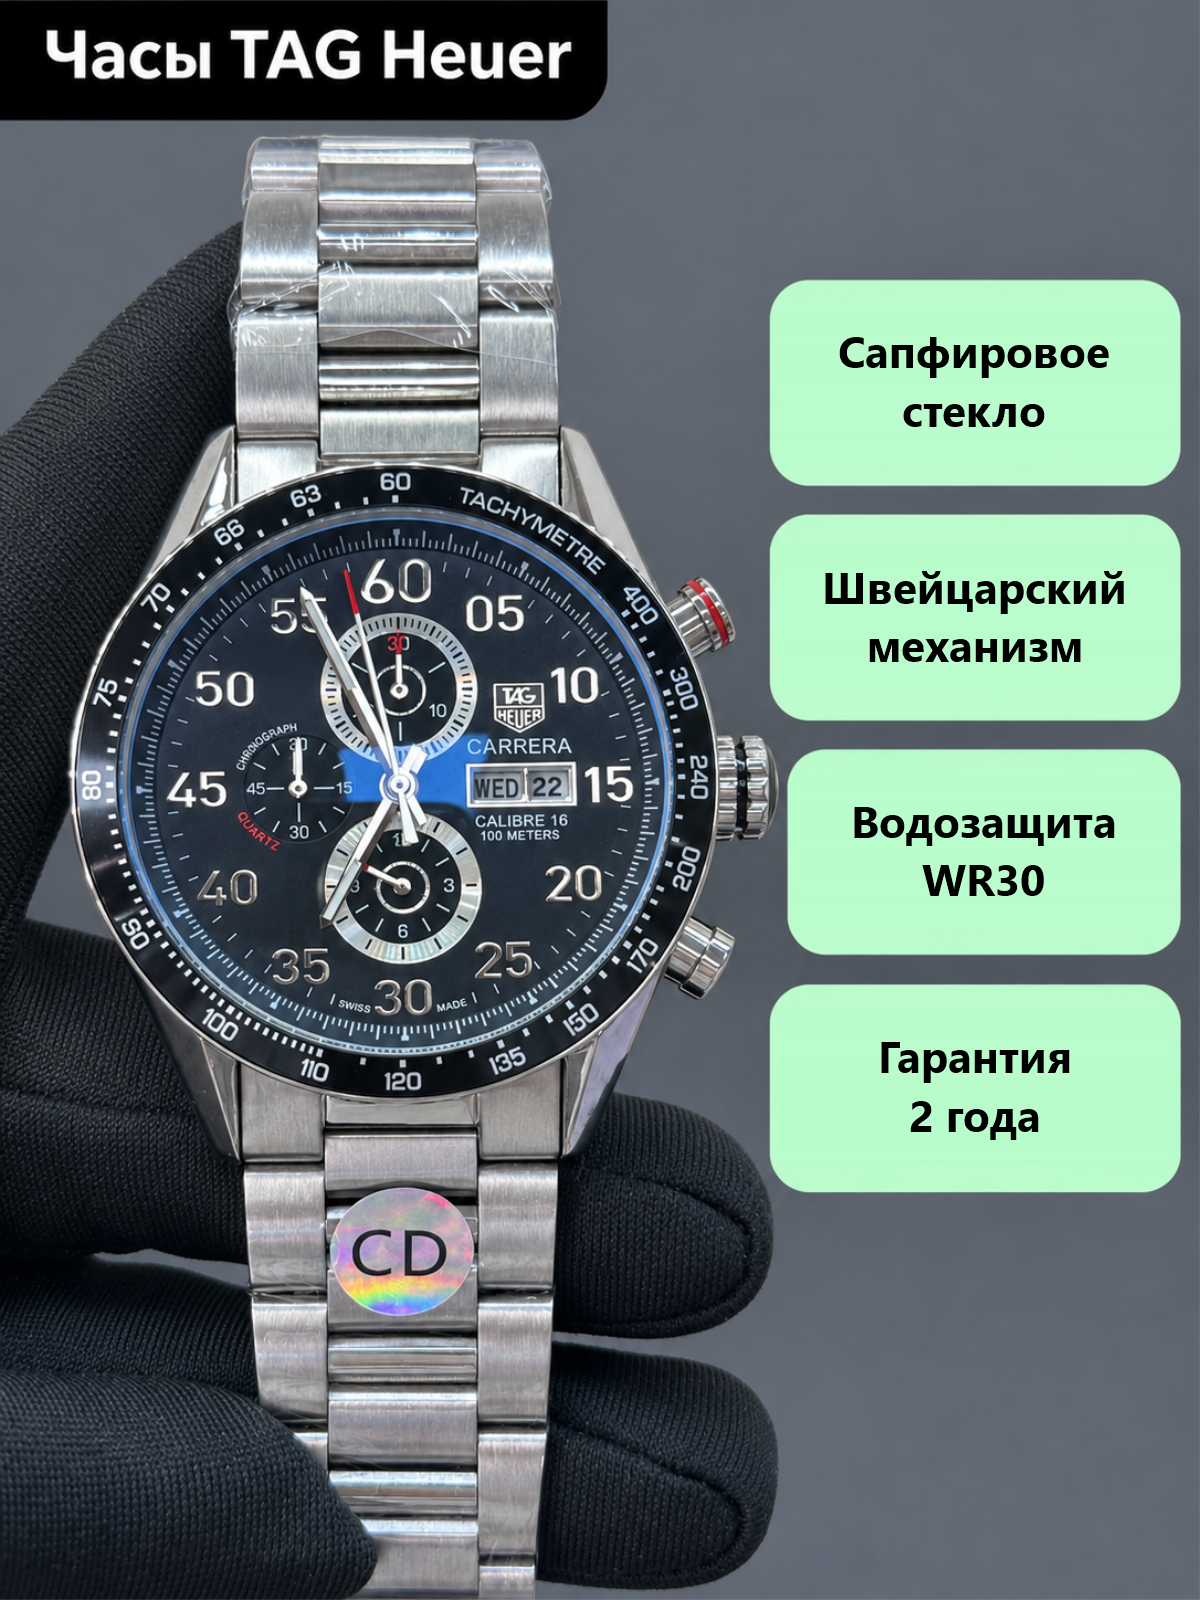 Часы TAG Heuer
Сапфировое
стекло
Швейцарский
механизм
Водозащита
WR30
Гарантия
2 года
60
TACHYMETRE
400
300
240
200
170
150
135
120
110
100
90
80
75
70
66
63
60
05
10
15
20
25
30
35
40
45
50
55
30
10
TAG
HEUER
CARRERA
WED 22
CALIBRE 16
100 METERS
CHRONOGRAPH
30
45
15
30
QUARTZ
3
6
SWISS
MADE
CD